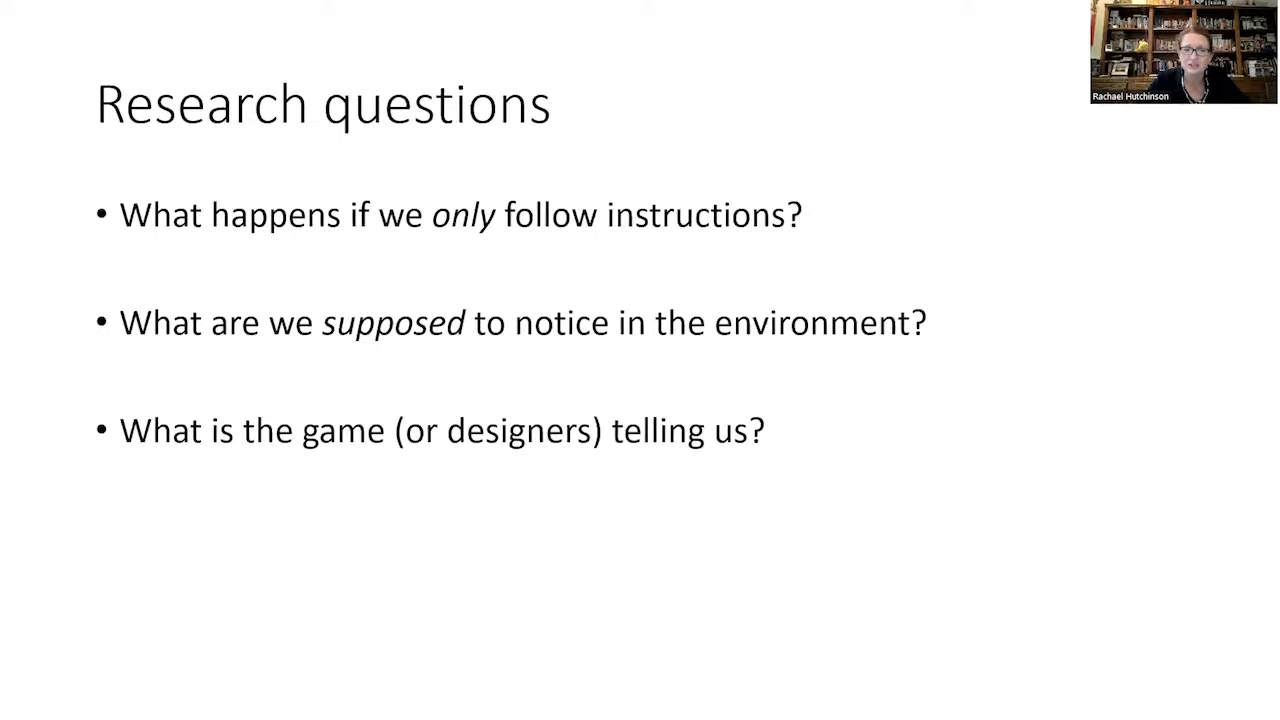 Research questions
• What happens if we only follow instructions?
• What are we supposed to notice in the environment?
• What is the game (or designers) telling us?
Rachael Hutchinson